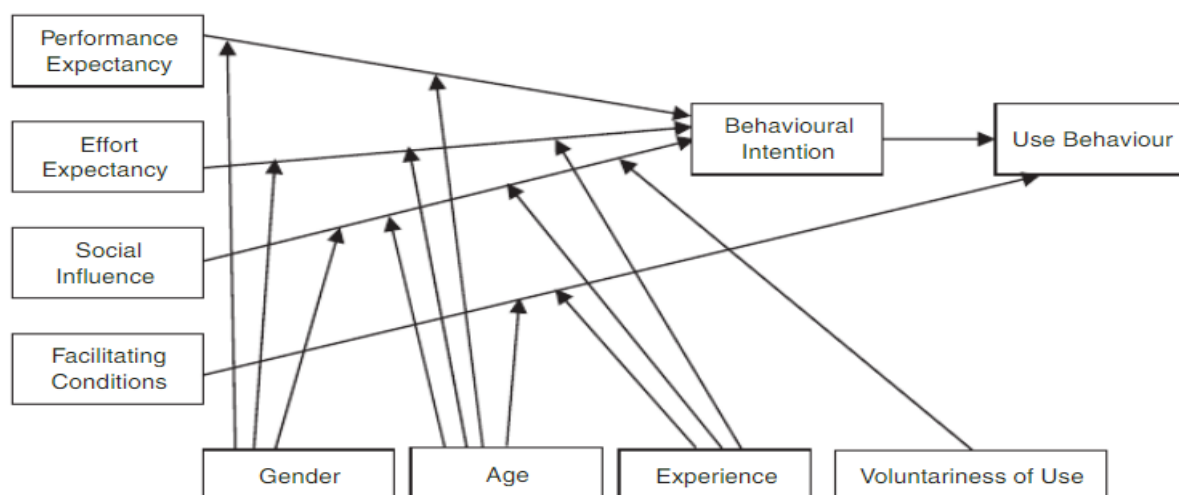 Performance
Expectancy
Effort
Expectancy
Social
Influence
Facilitating
Conditions
Behavioural
Intention
Use Behaviour
Gender
Age
Experience
Voluntariness of Use